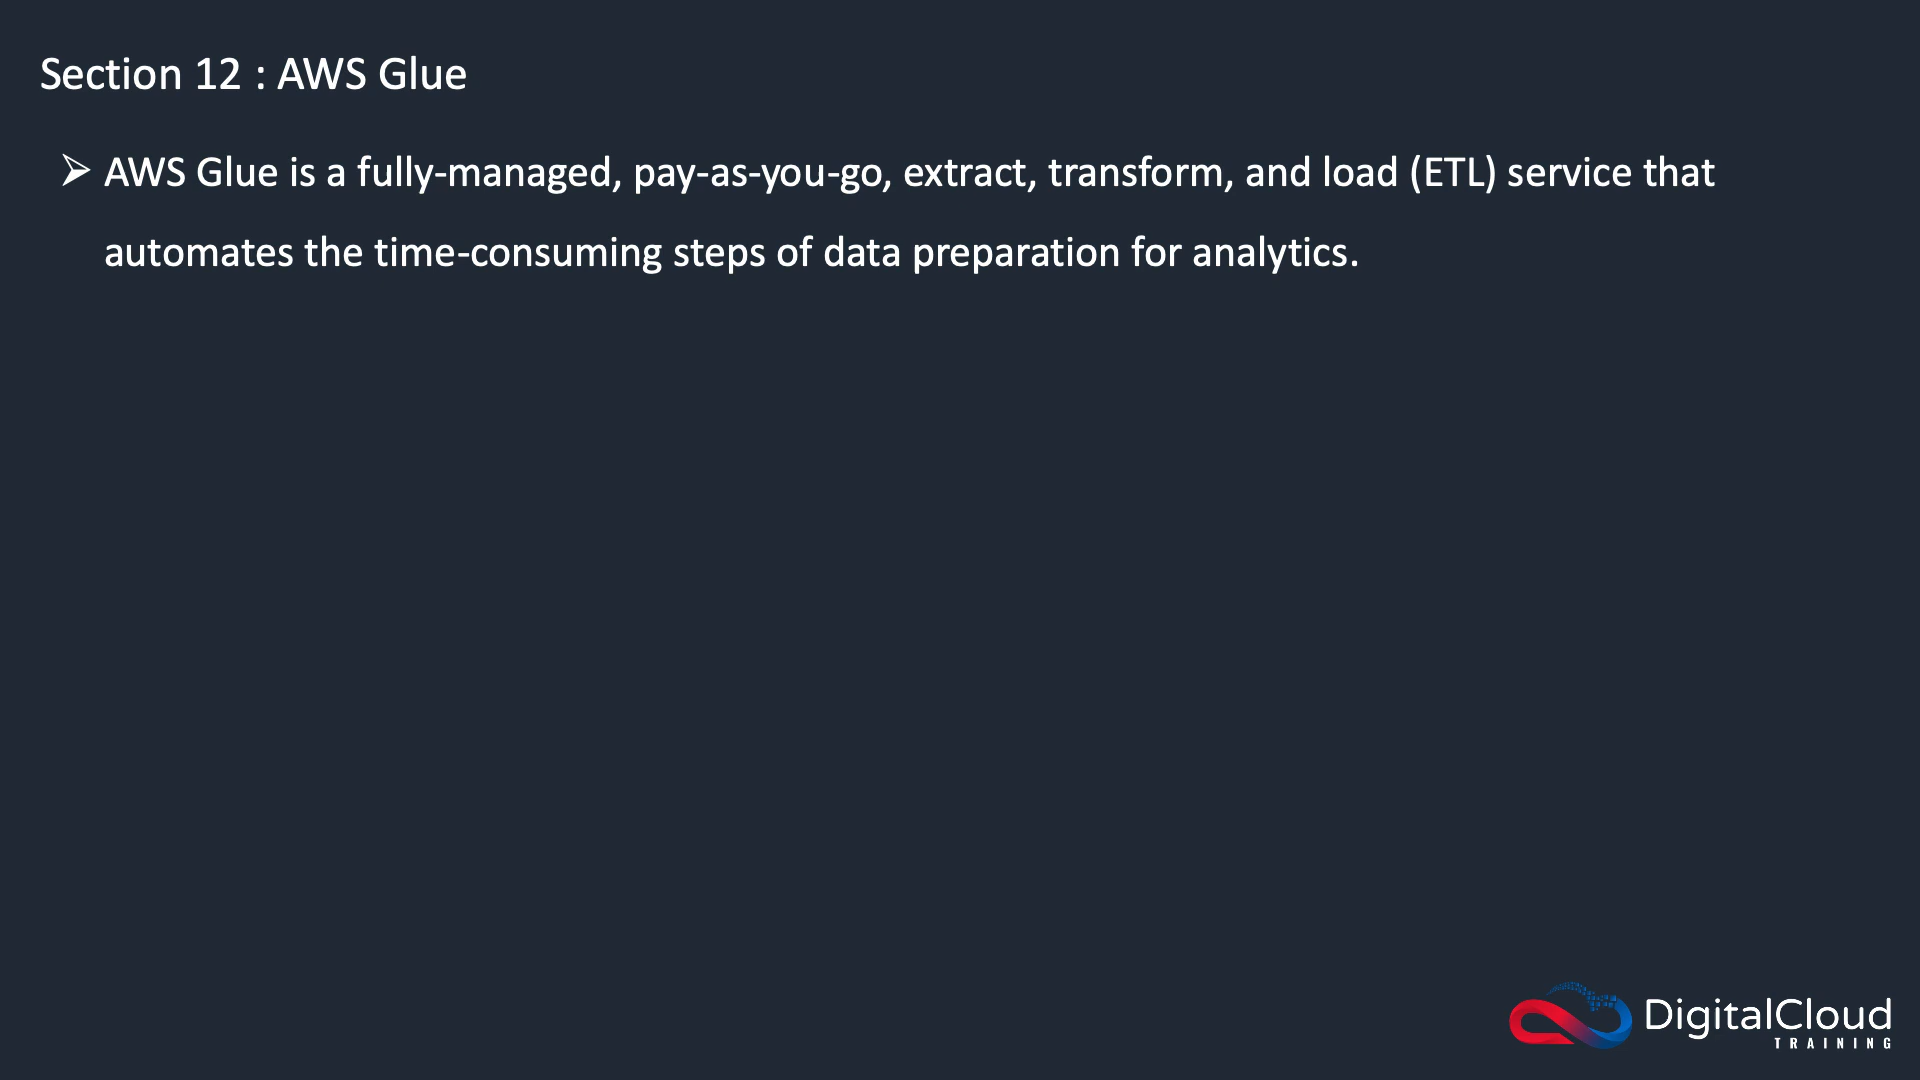 Section 12 : AWS Glue
➢ AWS Glue is a fully-managed, pay-as-you-go, extract, transform, and load (ETL) service that
automates the time-consuming steps of data preparation for analytics.
DigitalCloud
TRAINING